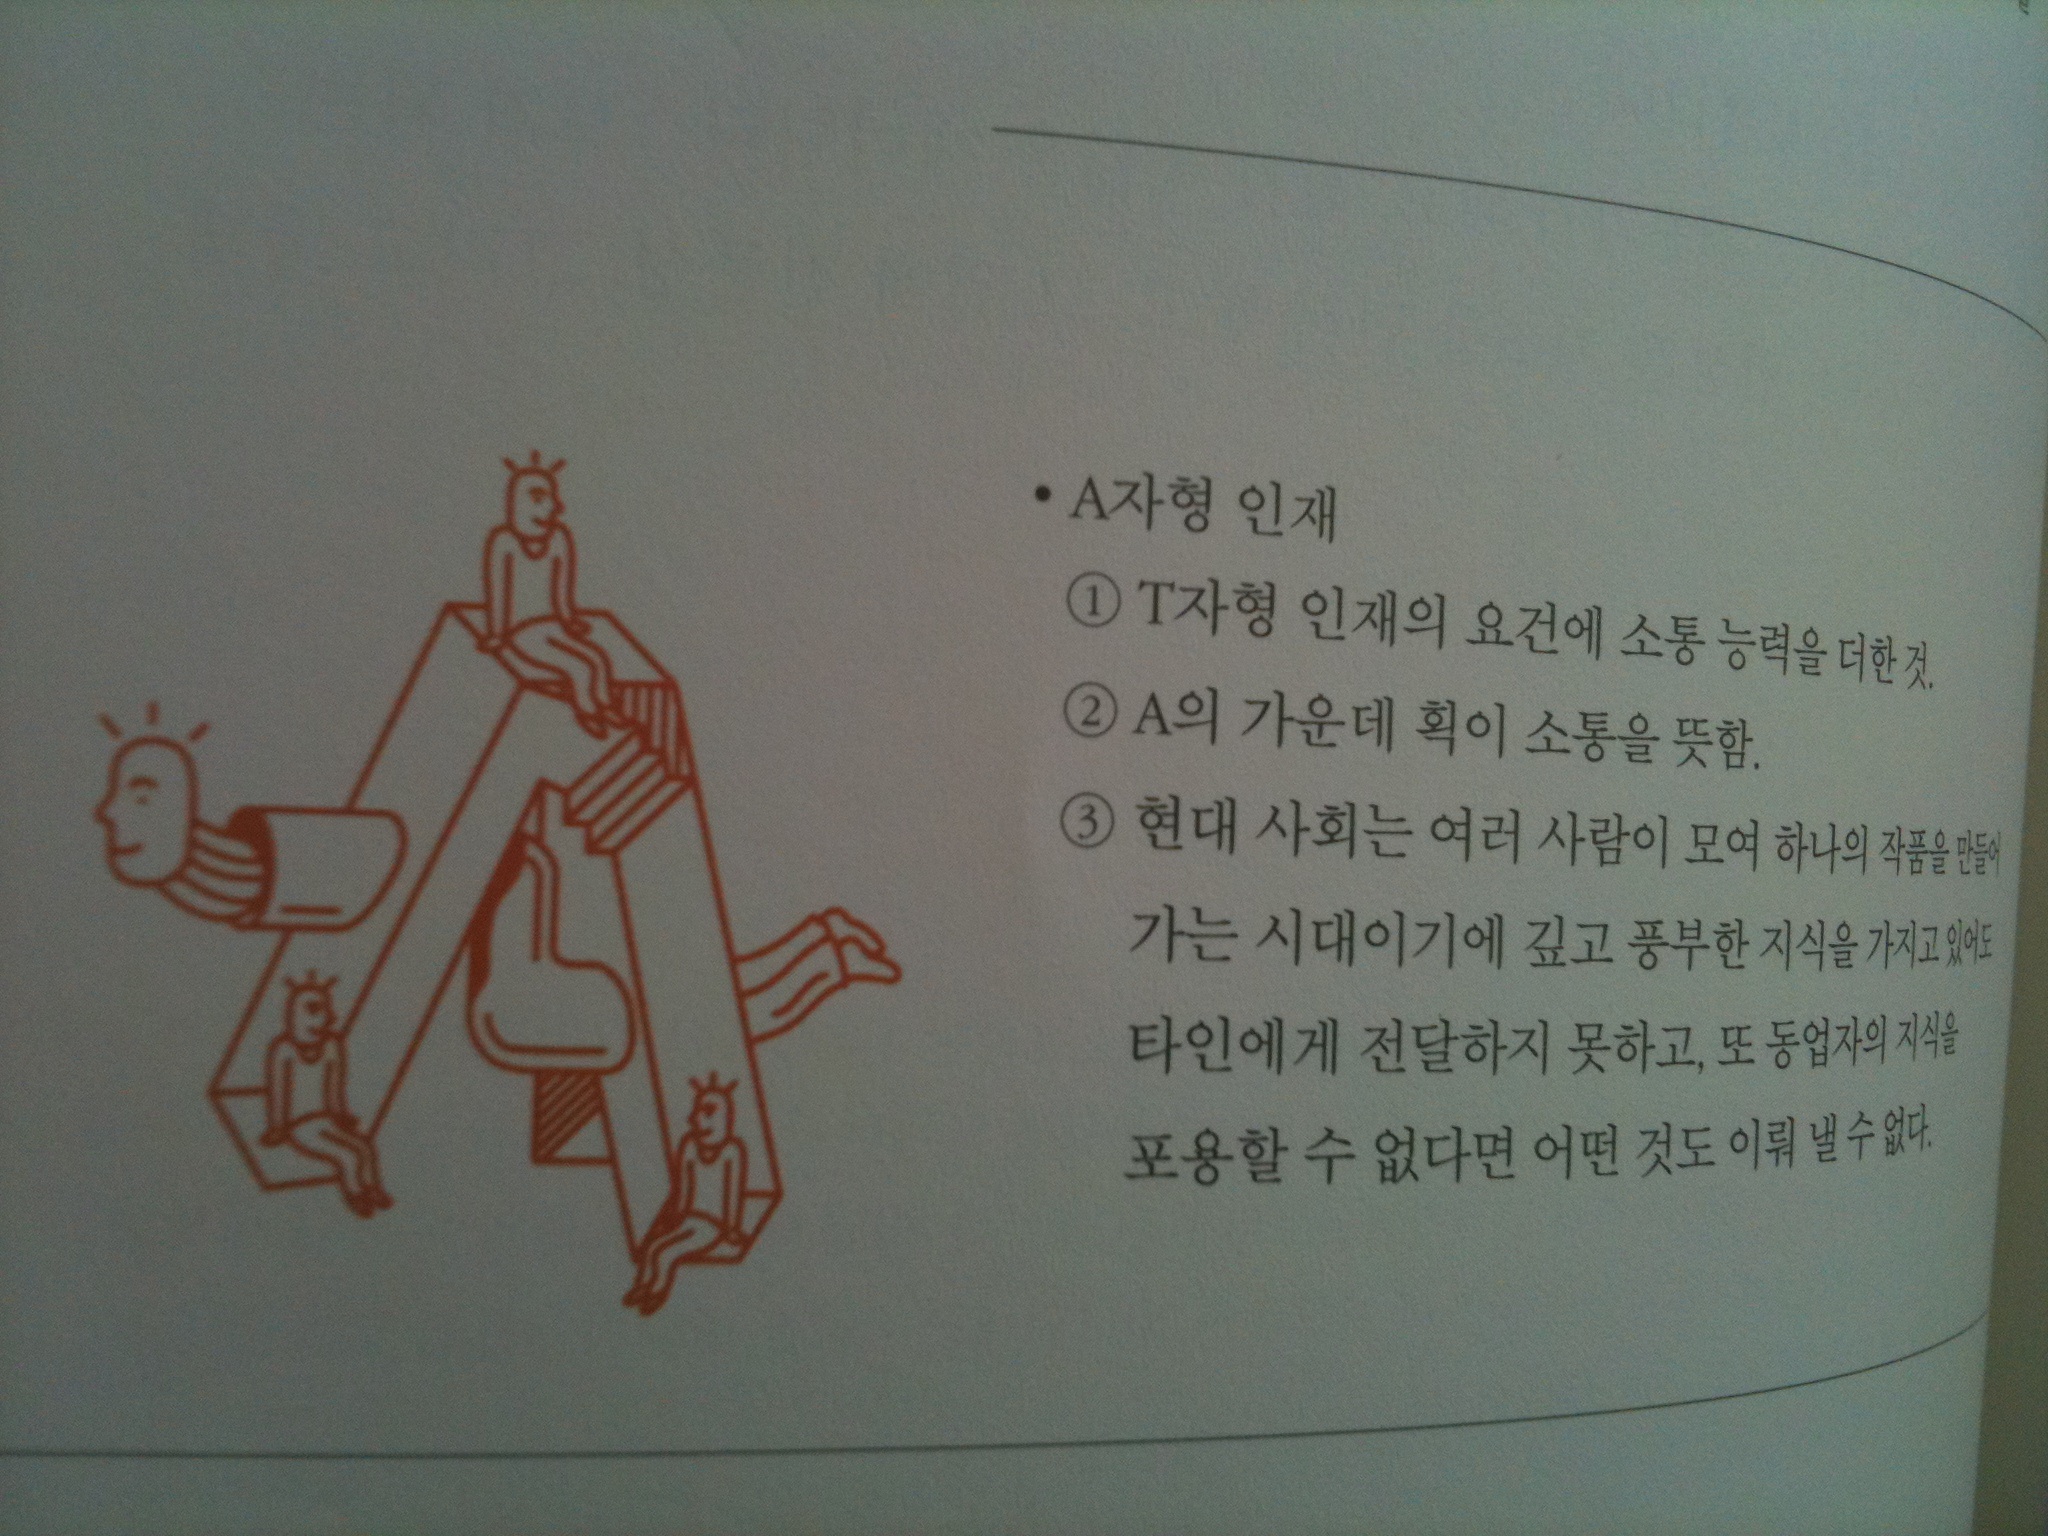 • A자형 인재
① T자형 인재의 요건에 소통 능력을 더한 것.
② A의 가운데 획이 소통을 뜻함.
③ 현대 사회는 여러 사람이 모여 하나의 작품을 만들어
가는 시대이기에 깊고 풍부한 지식을 가지고 있어도
타인에게 전달하지 못하고, 또 동업자의 지식을
포용할 수 없다면 어떤 것도 이뤄 낼 수 없다.